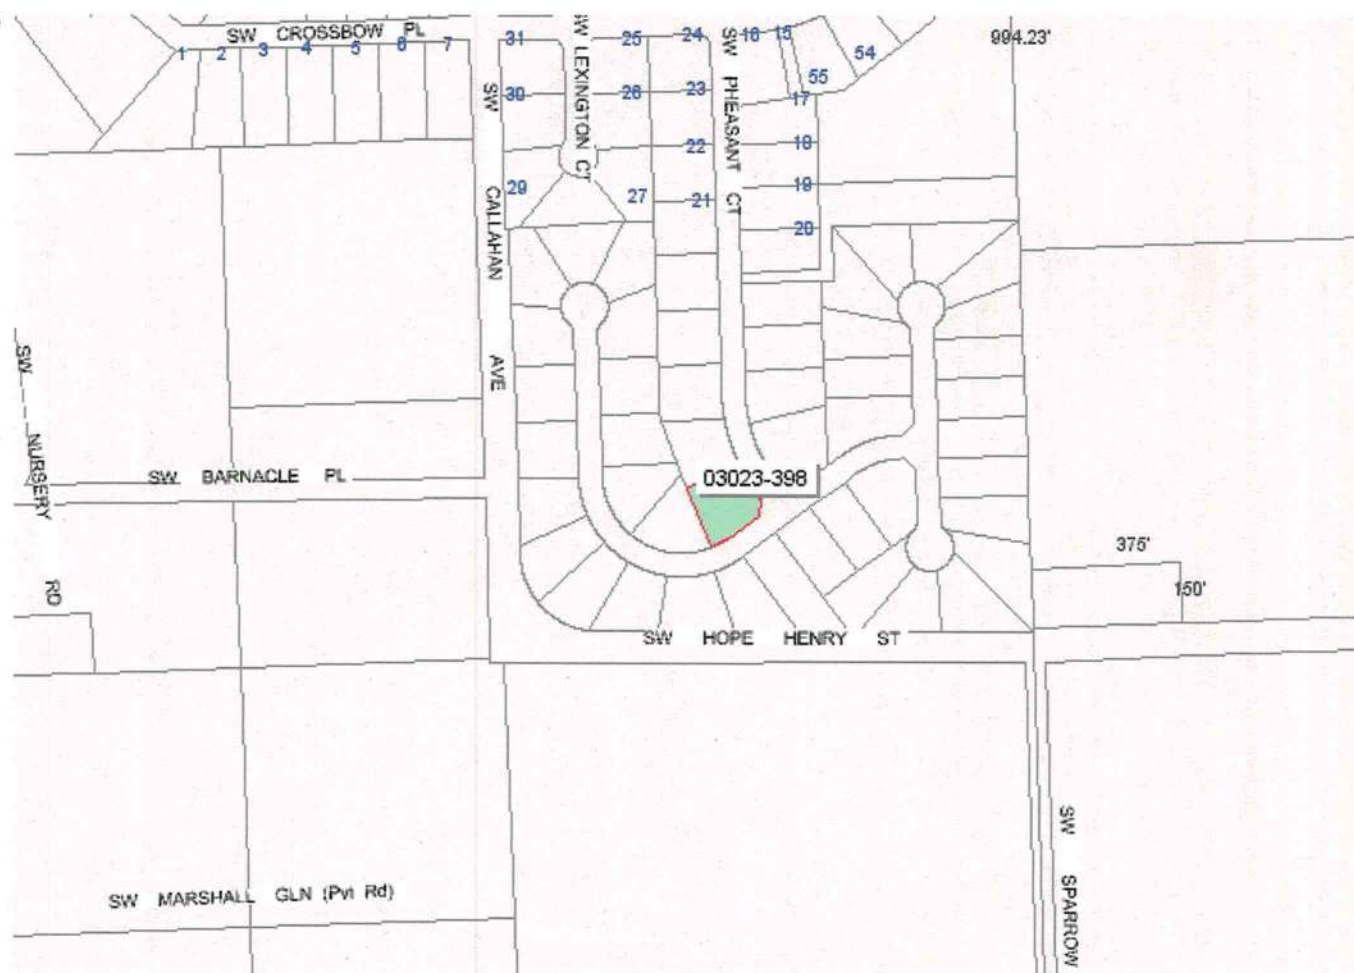 SW CROSSBOW PL
1 2 3 4 5 6 7
31
30
29
SW LEXINGTON CT
25
26
27
24
23
22
21
SW PHEASANT CT
16 15
54
55
17
18
19
20
994.23'
SW CALLAHAN AVE
SW NURSERY RD
SW BARNACLE PL
03023-398
375'
150'
SW HOPE HENRY ST
SW MARSHALL GLN (Pvt Rd)
SW SPARROW